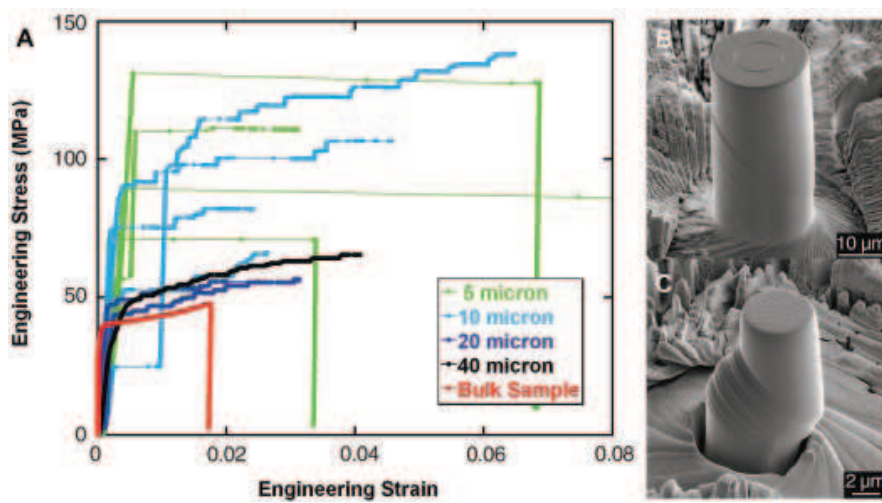 A
150
100
50
0
Engineering Stress (MPa)
5 micron
10 micron
20 micron
40 micron
Bulk Sample
0
0.02
0.04
0.06
0.08
Engineering Strain
B
10 µm
C
2 µm